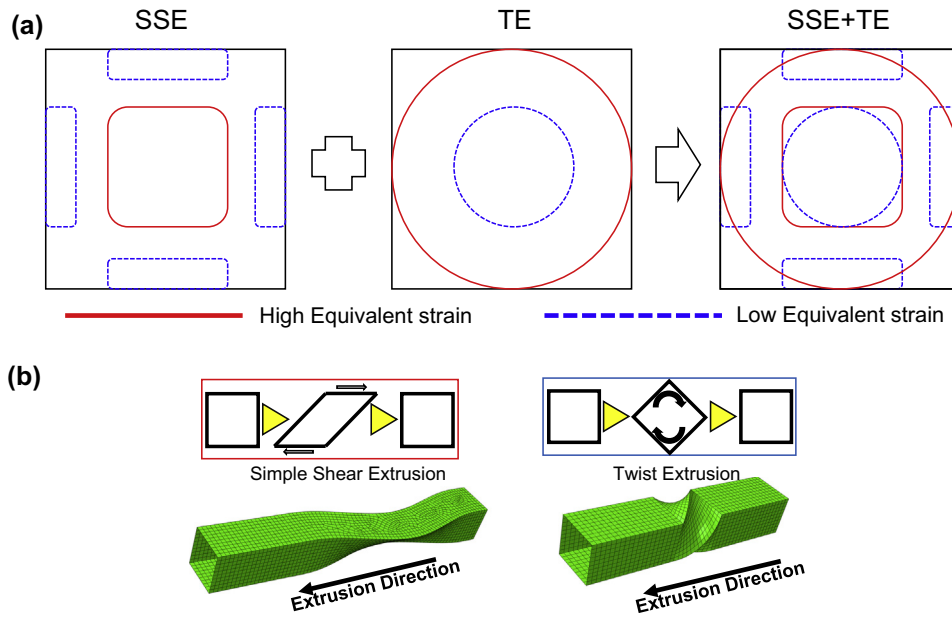 (a)
SSE
TE
SSE+TE
High Equivalent strain
Low Equivalent strain
(b)
Simple Shear Extrusion
Twist Extrusion
Extrusion Direction
Extrusion Direction